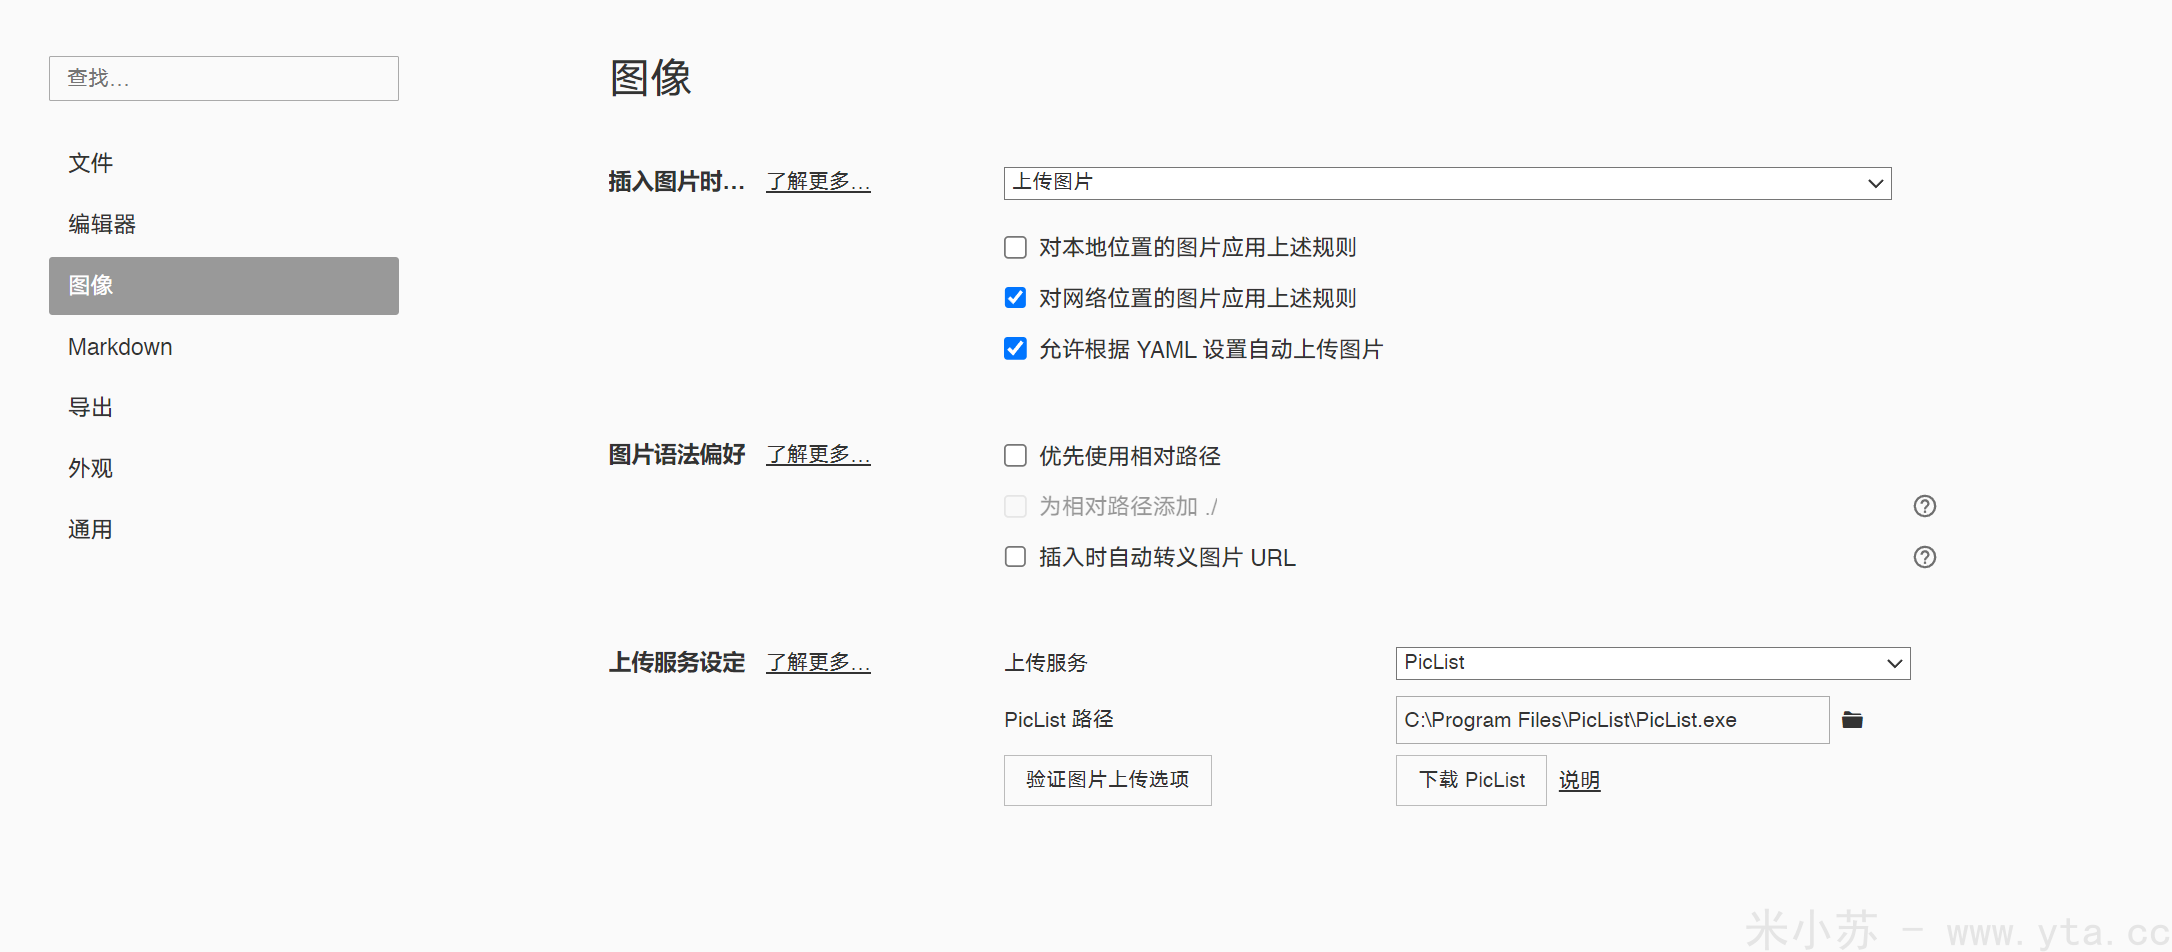 查找...
文件
编辑器
图像
Markdown
导出
外观
通用
图像
插入图片时... 了解更多... 上传图片
对本地位置的图片应用上述规则
对网络位置的图片应用上述规则
允许根据 YAML 设置自动上传图片
图片语法偏好 了解更多... 优先使用相对路径
为相对路径添加 ./
插入时自动转义图片 URL
上传服务设定 了解更多... 上传服务 PicList
PicList 路径 C:\Program Files\PicList\PicList.exe
验证图片上传选项 下载 PicList 说明
米小苏 - www.yta.cc